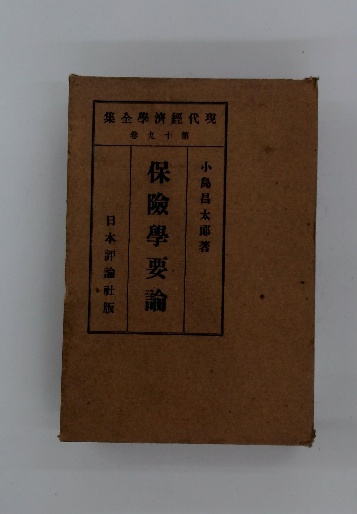 現代經濟學全集
第十九卷
小島昌太郎著
保險學要論
日本評論社版